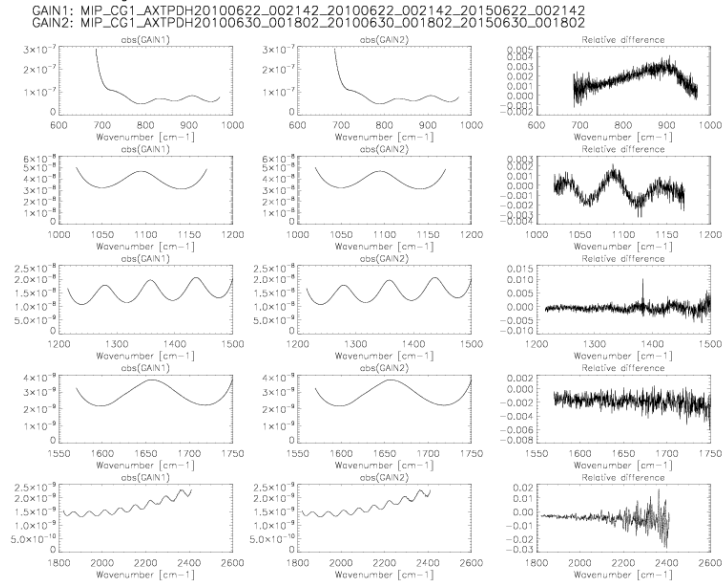 GAIN1: MIP_CG1_AXTPDH20100622_002142_20100622_002142_20150622_002142
GAIN2: MIP_CG1_AXTPDH20100630_001802_20100630_001802_20150630_001802
abs(GAIN1) abs(GAIN2) Relative difference
3×10⁻⁷ 3×10⁻⁷ 0.005
0.004
0.003
2×10⁻⁷ 2×10⁻⁷ 0.002
0.001
1×10⁻⁷ 1×10⁻⁷ 0.000
−0.001
0 0 −0.002
600 700 800 900 1000 600 700 800 900 1000 600 700 800 900 1000
Wavenumber [cm−1] Wavenumber [cm−1] Wavenumber [cm−1]
abs(GAIN1) abs(GAIN2) Relative difference
6×10⁻⁸ 6×10⁻⁸ 0.003
5×10⁻⁸ 5×10⁻⁸ 0.002
4×10⁻⁸ 4×10⁻⁸ 0.001
3×10⁻⁸ 3×10⁻⁸ 0.000
2×10⁻⁸ 2×10⁻⁸ −0.001
−0.002
1×10⁻⁸ 1×10⁻⁸ −0.003
0 0 −0.004
1000 1050 1100 1150 1200 1000 1050 1100 1150 1200 1000 1050 1100 1150 1200
Wavenumber [cm−1] Wavenumber [cm−1] Wavenumber [cm−1]
abs(GAIN1) abs(GAIN2) Relative difference
2.5×10⁻⁸ 2.5×10⁻⁸ 0.015
2.0×10⁻⁸ 2.0×10⁻⁸ 0.010
1.5×10⁻⁸ 1.5×10⁻⁸ 0.005
1.0×10⁻⁸ 1.0×10⁻⁸ 0.000
5.0×10⁻⁹ 5.0×10⁻⁹ −0.005
0 0 −0.010
1200 1300 1400 1500 1200 1300 1400 1500 1200 1300 1400 1500
Wavenumber [cm−1] Wavenumber [cm−1] Wavenumber [cm−1]
abs(GAIN1) abs(GAIN2) Relative difference
4×10⁻⁹ 4×10⁻⁹ 0.002
3×10⁻⁹ 3×10⁻⁹ 0.000
2×10⁻⁹ 2×10⁻⁹ −0.002
−0.004
1×10⁻⁹ 1×10⁻⁹ −0.006
0 0 −0.008
1550 1600 1650 1700 1750 1550 1600 1650 1700 1750 1550 1600 1650 1700 1750
Wavenumber [cm−1] Wavenumber [cm−1] Wavenumber [cm−1]
abs(GAIN1) abs(GAIN2) Relative difference
2.5×10⁻⁹ 2.5×10⁻⁹ 0.02
2.0×10⁻⁹ 2.0×10⁻⁹ 0.01
1.5×10⁻⁹ 1.5×10⁻⁹ −0.00
1.0×10⁻⁹ 1.0×10⁻⁹ −0.01
5.0×10⁻¹⁰ 5.0×10⁻¹⁰ −0.02
0 0 −0.03
1800 2000 2200 2400 2600 1800 2000 2200 2400 2600 1800 2000 2200 2400 2600
Wavenumber [cm−1] Wavenumber [cm−1] Wavenumber [cm−1]